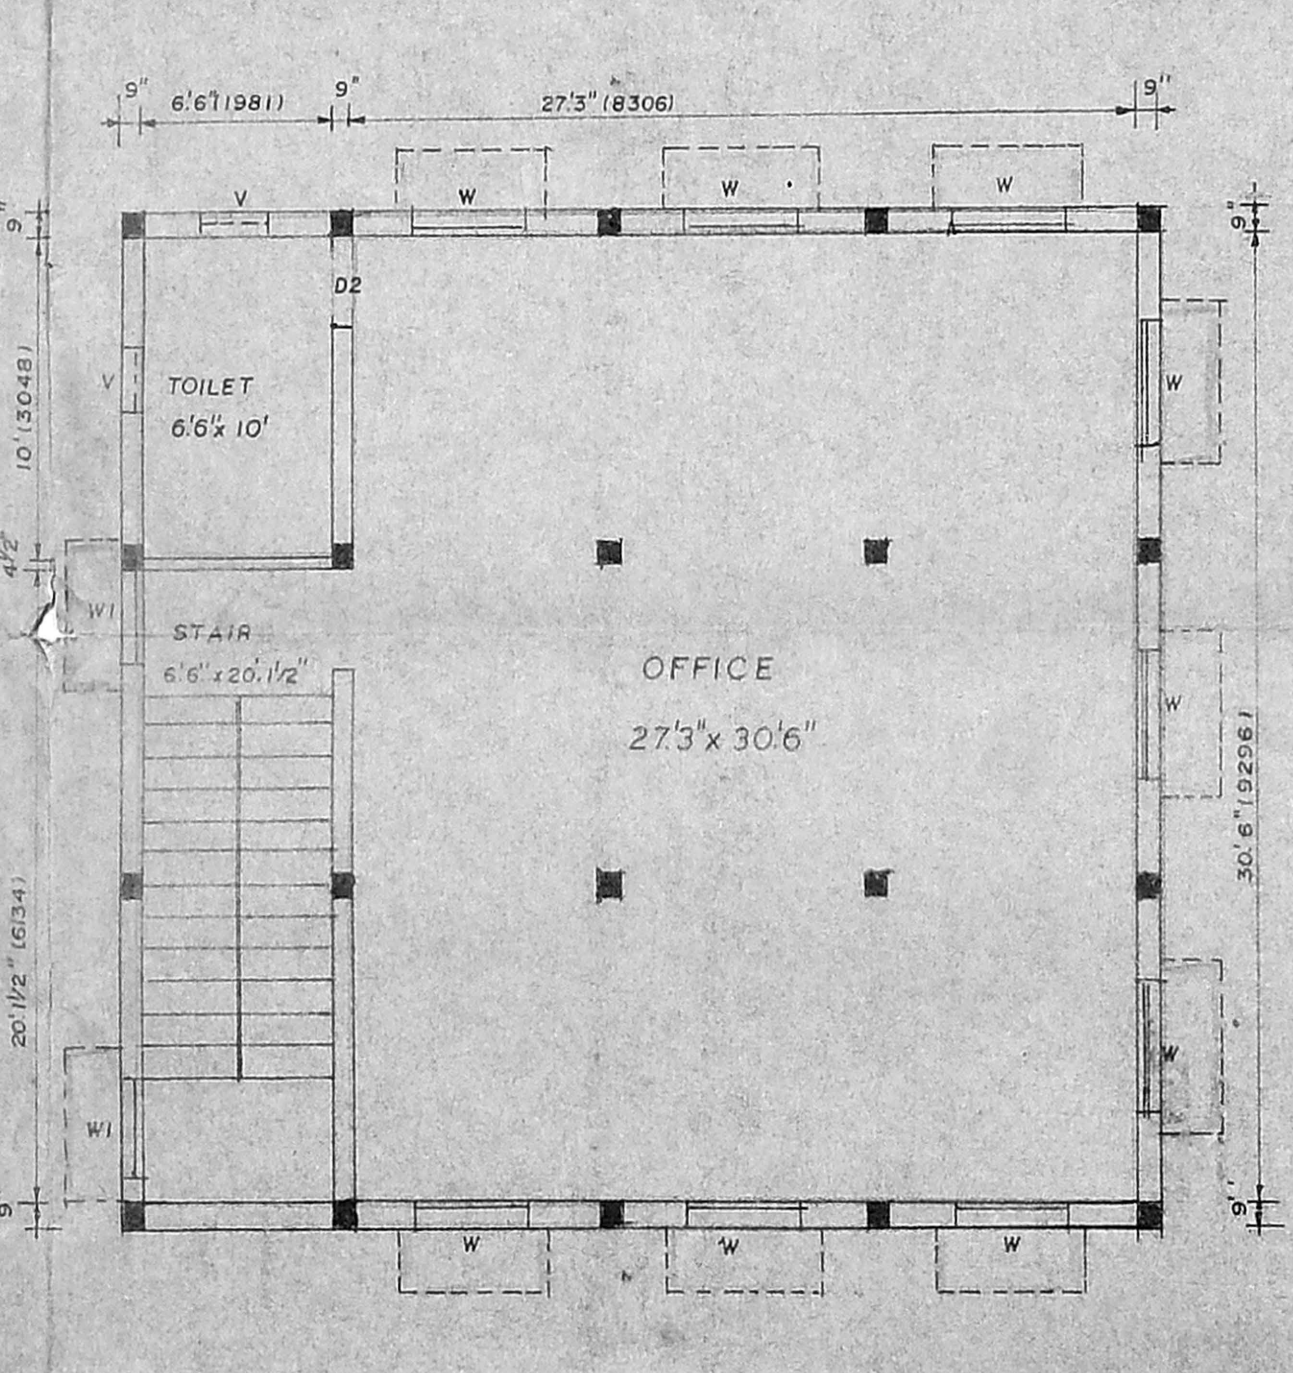 9" 6'.6"(1981) 9" 27'.3" (8306) 9"
V W W W
9" 9"
D2
10' (3048) V TOILET W
6'.6"x 10'
4½"
W1 STAIR
6'.6" x 20'.1½" OFFICE W
27'.3"x 30'.6"
30'.6" (9296)
20'.1½" (6134)
W
W1
9" 9"
W W W